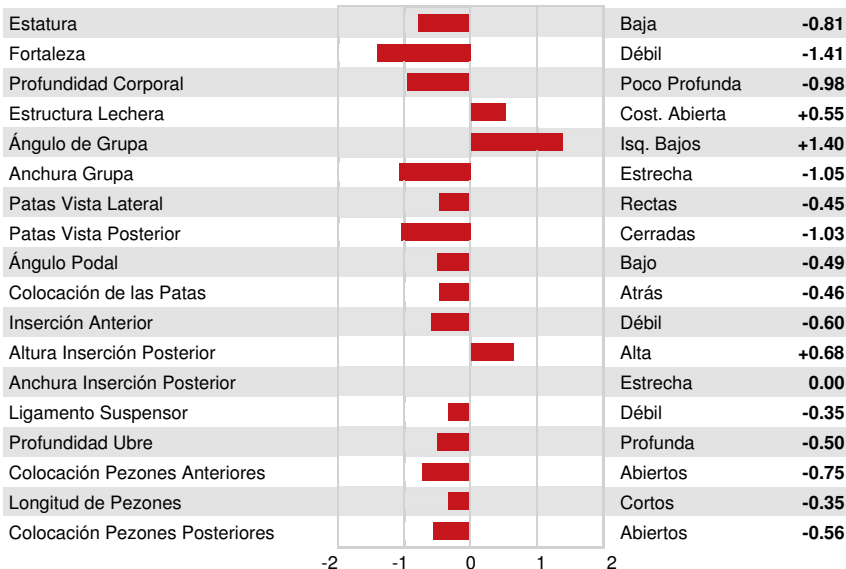 Estatura Baja -0.81
Fortaleza Débil -1.41
Profundidad Corporal Poco Profunda -0.98
Estructura Lechera Cost. Abierta +0.55
Ángulo de Grupa Isq. Bajos +1.40
Anchura Grupa Estrecha -1.05
Patas Vista Lateral Rectas -0.45
Patas Vista Posterior Cerradas -1.03
Ángulo Podal Bajo -0.49
Colocación de las Patas Atrás -0.46
Inserción Anterior Débil -0.60
Altura Inserción Posterior Alta +0.68
Anchura Inserción Posterior Estrecha 0.00
Ligamento Suspensor Débil -0.35
Profundidad Ubre Profunda -0.50
Colocación Pezones Anteriores Abiertos -0.75
Longitud de Pezones Cortos -0.35
Colocación Pezones Posteriores Abiertos -0.56
-2 -1 0 1 2